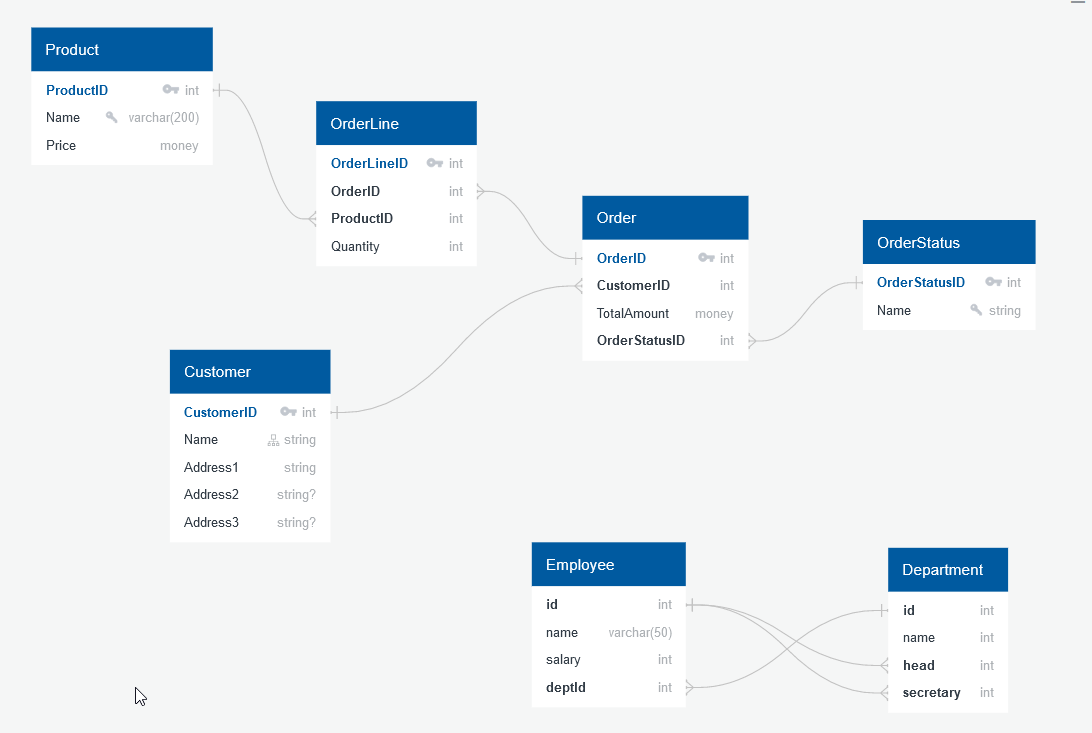 Product
ProductID int
Name varchar(200)
Price money
OrderLine
OrderLineID int
OrderID int
ProductID int
Quantity int
Order
OrderID int
CustomerID int
TotalAmount money
OrderStatusID int
OrderStatus
OrderStatusID int
Name string
Customer
CustomerID int
Name string
Address1 string
Address2 string?
Address3 string?
Employee
id int
name varchar(50)
salary int
deptId int
Department
id int
name int
head int
secretary int